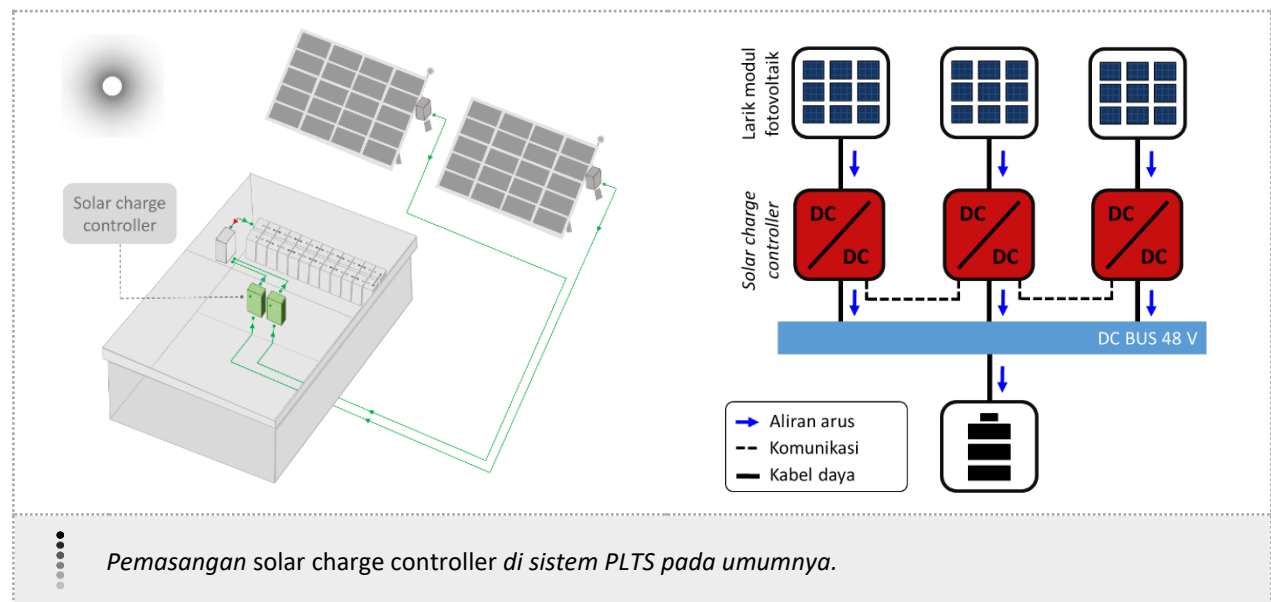 Solar charge
controller
Larik modul
fotovoltaik
Solar charge
controller
DC
DC
DC
DC
DC
DC
DC BUS 48 V
Aliran arus
Komunikasi
Kabel daya
Pemasangan solar charge controller di sistem PLTS pada umumnya.